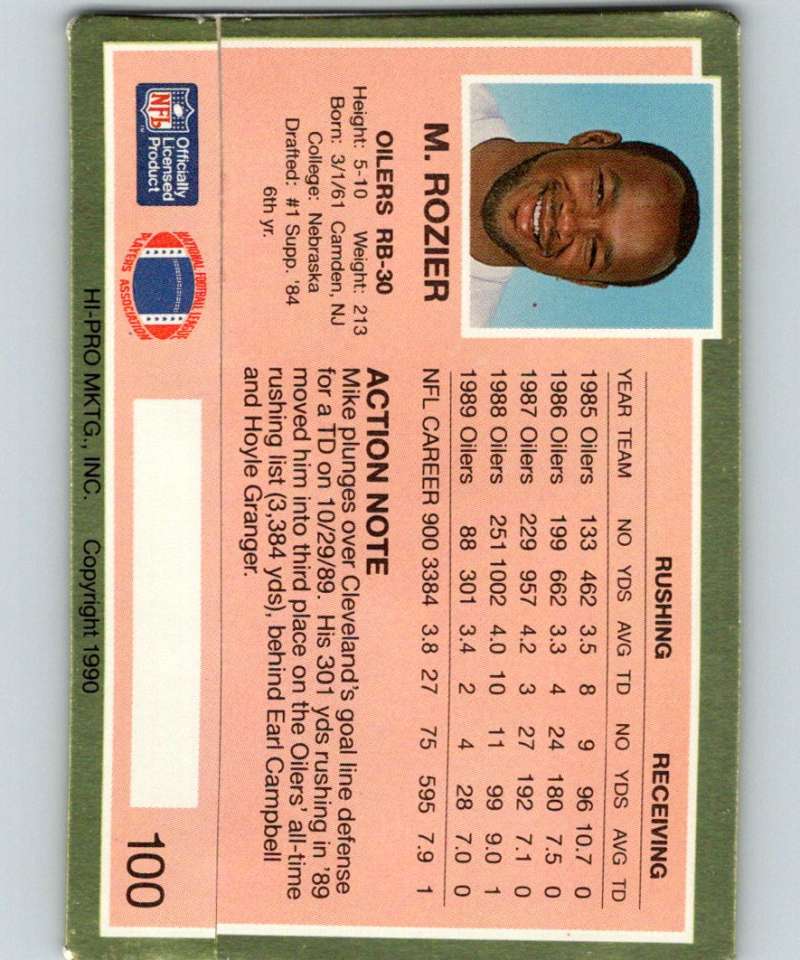 M. ROZIER
OILERS RB-30
Height: 5-10 Weight: 213
Born: 3/1/61 Camden, NJ
College: Nebraska
Drafted: #1 Supp. '84
6th yr.
RUSHING RECEIVING
YEAR TEAM NO YDS AVG TD NO YDS AVG TD
1985 Oilers 133 462 3.5 8 9 96 10.7 0
1986 Oilers 199 662 3.3 4 24 180 7.5 0
1987 Oilers 229 957 4.2 3 27 192 7.1 0
1988 Oilers 251 1002 4.0 10 11 99 9.0 1
1989 Oilers 88 301 3.4 2 4 28 7.0 0
NFL CAREER 900 3384 3.8 27 75 595 7.9 1
ACTION NOTE
Mike plunges over Cleveland's goal line defense
for a TD on 10/29/89. His 301 yds rushing in '89
moved him into third place on the Oilers' all-time
rushing list (3,384 yds), behind Earl Campbell
and Hoyle Granger.
NFL
Officially
Licensed
Product
NATIONAL FOOTBALL LEAGUE
PLAYERS ASSOCIATION
100
HI-PRO MKTG., INC. Copyright 1990